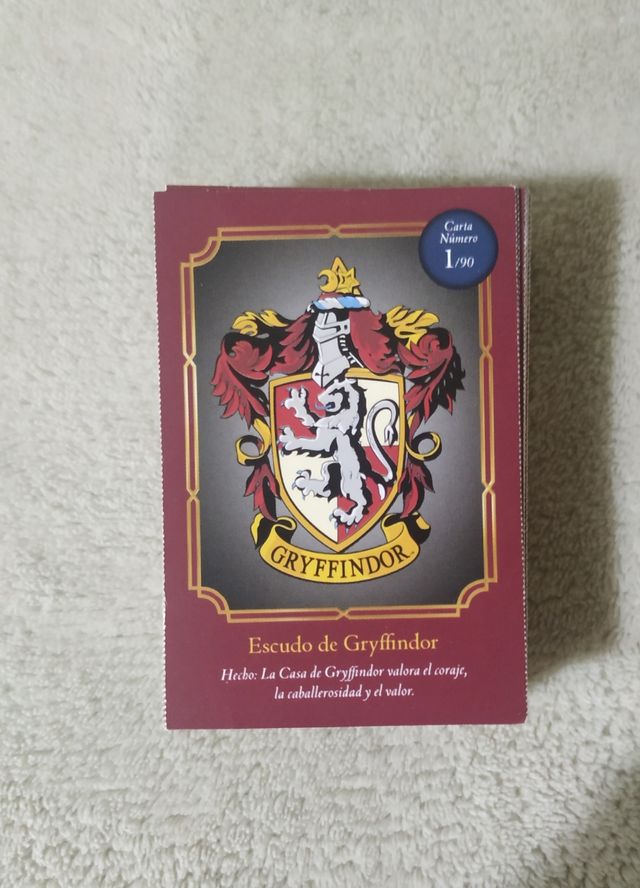 Carta
Número
1/90
GRYFFINDOR
Escudo de Gryffindor
Hecho: La Casa de Gryffindor valora el coraje,
la caballerosidad y el valor.